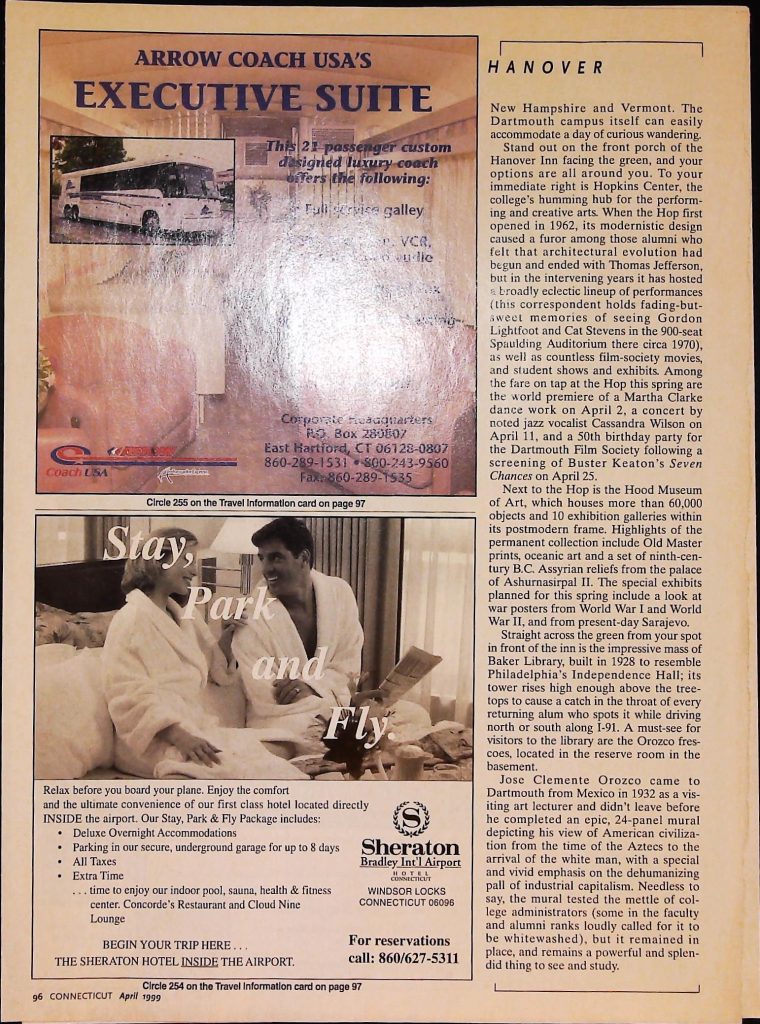 ARROW COACH USA'S
EXECUTIVE SUITE
This 21 passenger custom
designed luxury coach
offers the following:
Full service galley
VCR,
Corporate Headquarters
P.O. Box 280807
East Hartford, CT 06128-0807
860-289-1531 • 800-243-9560
Fax: 860-289-1535
Coach USA
Circle 255 on the Travel Information card on page 97
Stay,
Park
and
Fly.
Relax before you board your plane. Enjoy the comfort
and the ultimate convenience of our first class hotel located directly
INSIDE the airport. Our Stay, Park & Fly Package includes:
• Deluxe Overnight Accommodations
• Parking in our secure, underground garage for up to 8 days
• All Taxes
• Extra Time
. . . time to enjoy our indoor pool, sauna, health & fitness
center. Concorde's Restaurant and Cloud Nine
Lounge
BEGIN YOUR TRIP HERE . . .
THE SHERATON HOTEL INSIDE THE AIRPORT.
S
Sheraton
Bradley Int'l Airport
HOTEL
CONNECTICUT
WINDSOR LOCKS
CONNECTICUT 06096
For reservations
call: 860/627-5311
Circle 254 on the Travel Information card on page 97
96 CONNECTICUT April 1999
HANOVER
New Hampshire and Vermont. The
Dartmouth campus itself can easily
accommodate a day of curious wandering.
Stand out on the front porch of the
Hanover Inn facing the green, and your
options are all around you. To your
immediate right is Hopkins Center, the
college's humming hub for the perform-
ing and creative arts. When the Hop first
opened in 1962, its modernistic design
caused a furor among those alumni who
felt that architectural evolution had
begun and ended with Thomas Jefferson,
but in the intervening years it has hosted
a broadly eclectic lineup of performances
(this correspondent holds fading-but-
sweet memories of seeing Gordon
Lightfoot and Cat Stevens in the 900-seat
Spaulding Auditorium there circa 1970),
as well as countless film-society movies,
and student shows and exhibits. Among
the fare on tap at the Hop this spring are
the world premiere of a Martha Clarke
dance work on April 2, a concert by
noted jazz vocalist Cassandra Wilson on
April 11, and a 50th birthday party for
the Dartmouth Film Society following a
screening of Buster Keaton's Seven
Chances on April 25.
Next to the Hop is the Hood Museum
of Art, which houses more than 60,000
objects and 10 exhibition galleries within
its postmodern frame. Highlights of the
permanent collection include Old Master
prints, oceanic art and a set of ninth-cen-
tury B.C. Assyrian reliefs from the palace
of Ashurnasirpal II. The special exhibits
planned for this spring include a look at
war posters from World War I and World
War II, and from present-day Sarajevo.
Straight across the green from your spot
in front of the inn is the impressive mass of
Baker Library, built in 1928 to resemble
Philadelphia's Independence Hall; its
tower rises high enough above the tree-
tops to cause a catch in the throat of every
returning alum who spots it while driving
north or south along I-91. A must-see for
visitors to the library are the Orozco fres-
coes, located in the reserve room in the
basement.
Jose Clemente Orozco came to
Dartmouth from Mexico in 1932 as a vis-
iting art lecturer and didn't leave before
he completed an epic, 24-panel mural
depicting his view of American civiliza-
tion from the time of the Aztecs to the
arrival of the white man, with a special
and vivid emphasis on the dehumanizing
pall of industrial capitalism. Needless to
say, the mural tested the mettle of col-
lege administrators (some in the faculty
and alumni ranks loudly called for it to
be whitewashed), but it remained in
place, and remains a powerful and splen-
did thing to see and study.